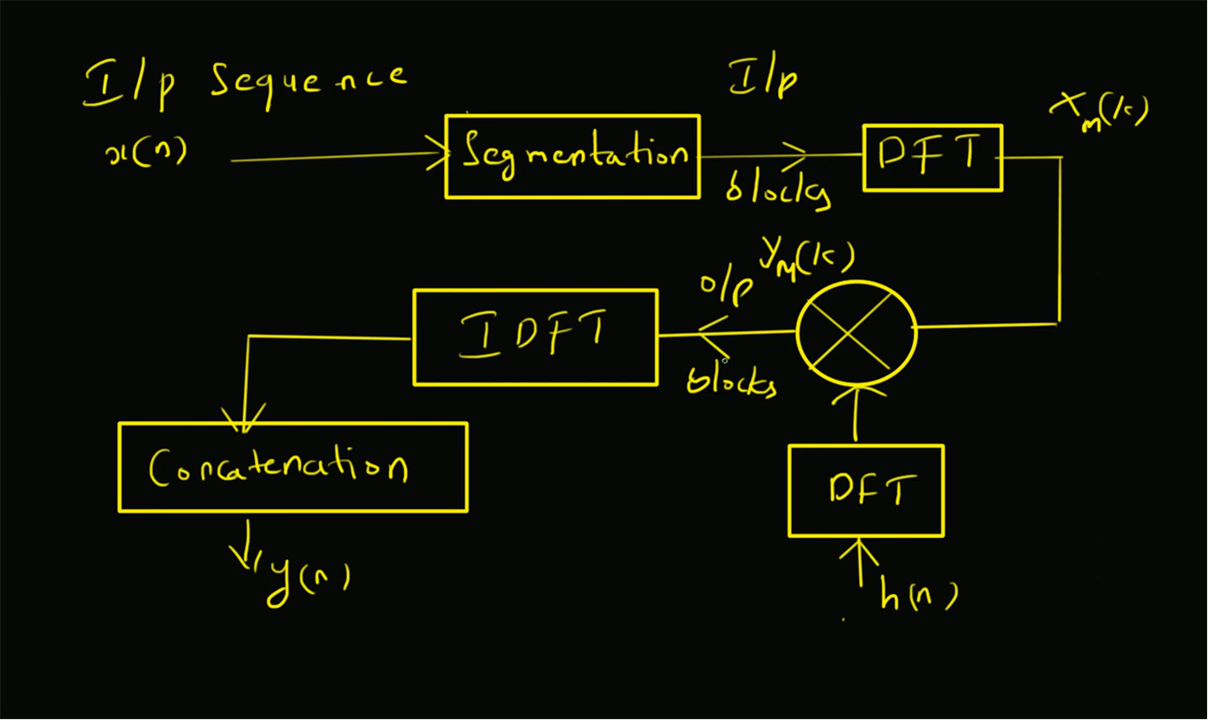 I/p Sequence
x(n)
Segmentation
I/p
blocks
DFT
Xm(k)
Ym(k)
o/p
blocks
IDFT
Concatenation
y(n)
DFT
h(n)